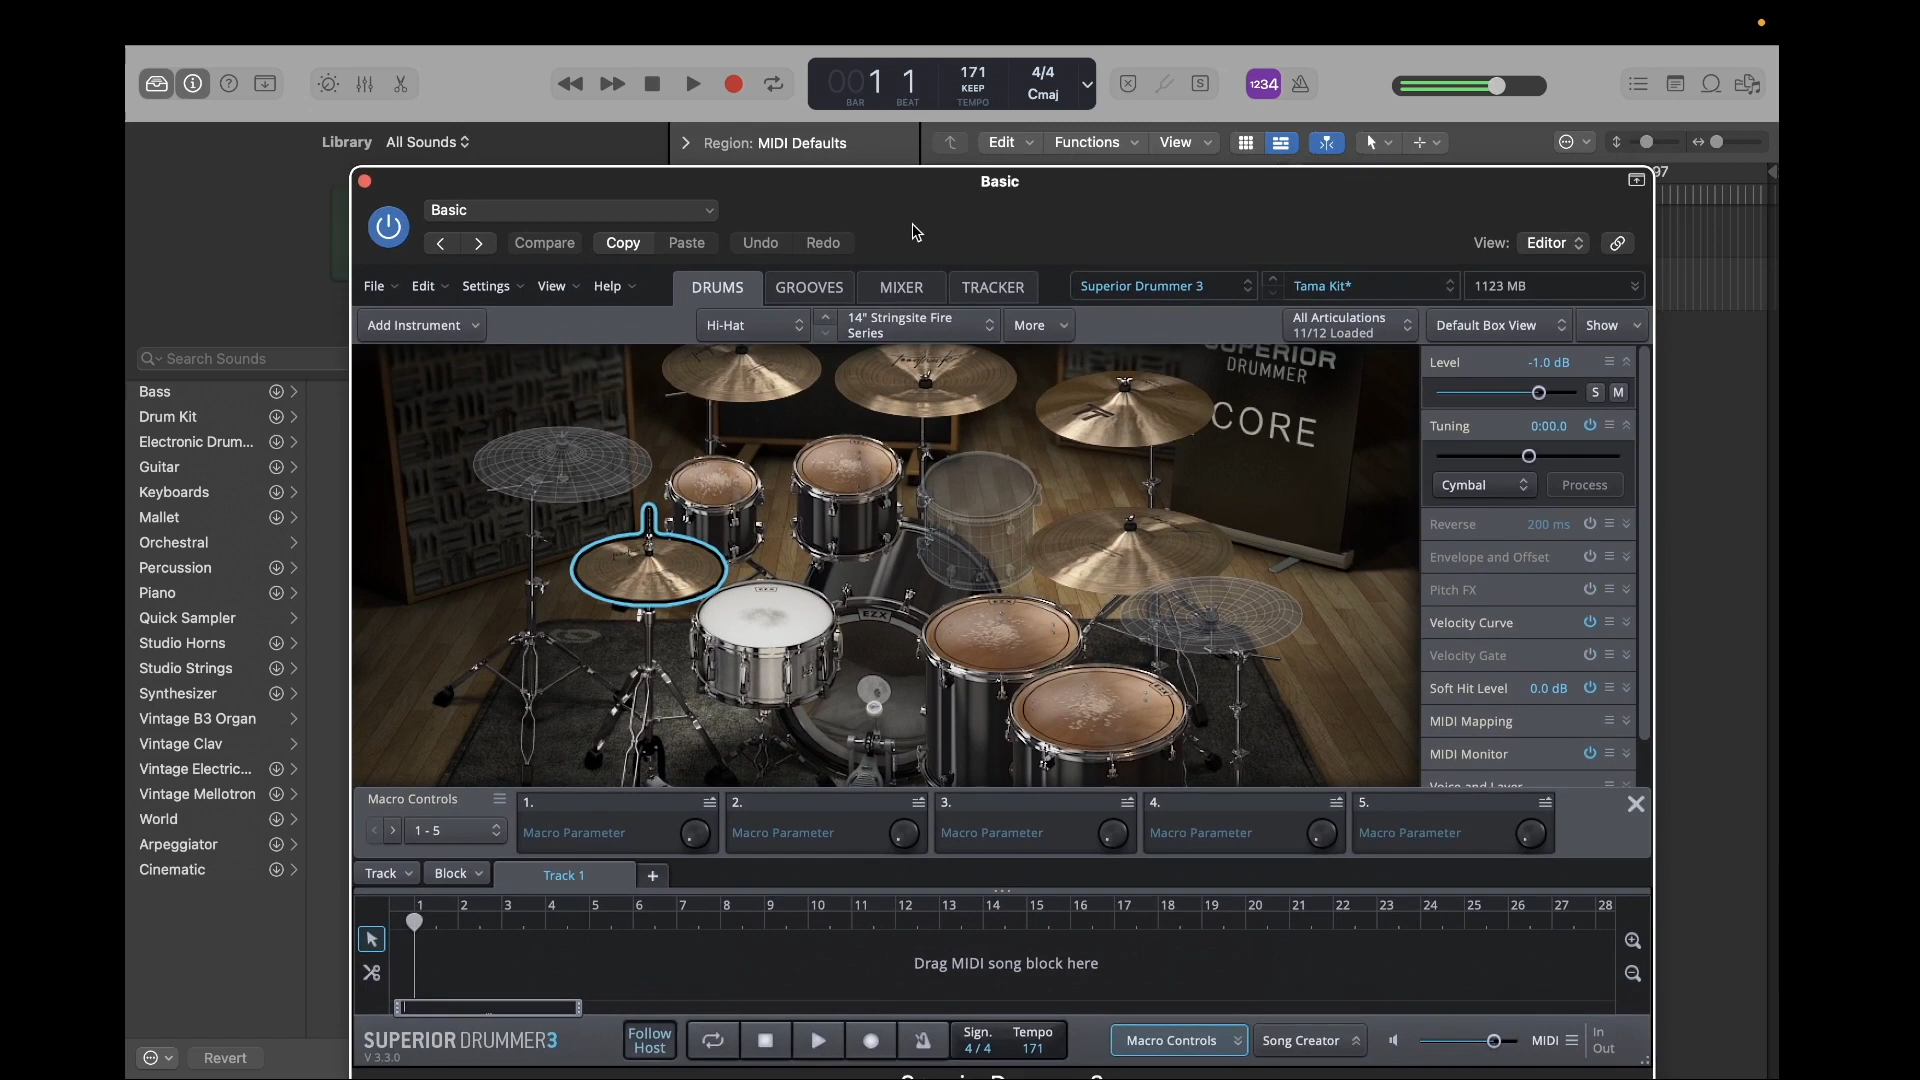 001 1
BAR BEAT
171
KEEP
TEMPO
4/4
Cmaj
1234
S
Library All Sounds
Region: MIDI Defaults
Edit Functions View
97
Basic
Basic
Compare Copy Paste Undo Redo
View: Editor
File Edit Settings View Help
DRUMS GROOVES MIXER TRACKER
Superior Drummer 3 Tama Kit* 1123 MB
Add Instrument
Hi-Hat
14" Stringsite Fire
Series
More
All Articulations
11/12 Loaded
Default Box View
Show
Search Sounds
Bass
Drum Kit
Electronic Drum...
Guitar
Keyboards
Mallet
Orchestral
Percussion
Piano
Quick Sampler
Studio Horns
Studio Strings
Synthesizer
Vintage B3 Organ
Vintage Clav
Vintage Electric...
Vintage Mellotron
World
Arpeggiator
Cinematic
Revert
SUPERIOR
DRUMMER
CORE
EZX
EZX
EZX
Level -1.0 dB
S M
Tuning 0:00.0
Cymbal Process
Reverse 200 ms
Envelope and Offset
Pitch FX
Velocity Curve
Velocity Gate
Soft Hit Level 0.0 dB
MIDI Mapping
MIDI Monitor
Voice and Layer
Macro Controls
1 - 5
1.
Macro Parameter
2.
Macro Parameter
3.
Macro Parameter
4.
Macro Parameter
5.
Macro Parameter
Track Block Track 1 +
1 2 3 4 5 6 7 8 9 10 11 12 13 14 15 16 17 18 19 20 21 22 23 24 25 26 27 28
Drag MIDI song block here
SUPERIOR DRUMMER 3
V 3.3.0
Follow
Host
Sign. Tempo
4 / 4 171
Macro Controls
Song Creator
MIDI
In
Out